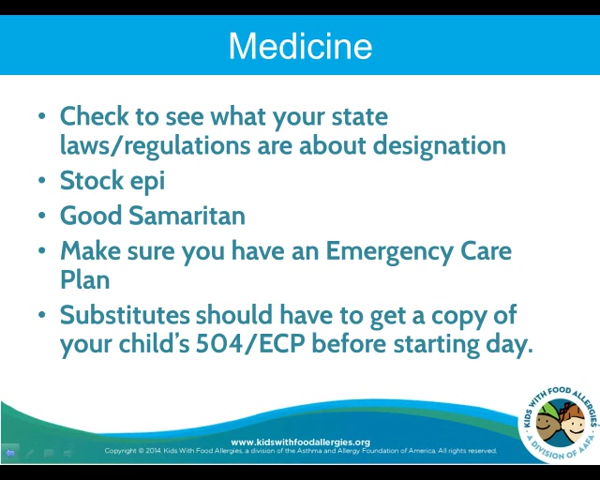 Medicine
• Check to see what your state
laws/regulations are about designation
• Stock epi
• Good Samaritan
• Make sure you have an Emergency Care
Plan
• Substitutes should have to get a copy of
your child's 504/ECP before starting day.
KIDS WITH FOOD ALLERGIES
A DIVISION OF AAFA
www.kidswithfoodallergies.org
Copyright © 2014. Kids With Food Allergies, a division of the Asthma and Allergy Foundation of America. All rights reserved.